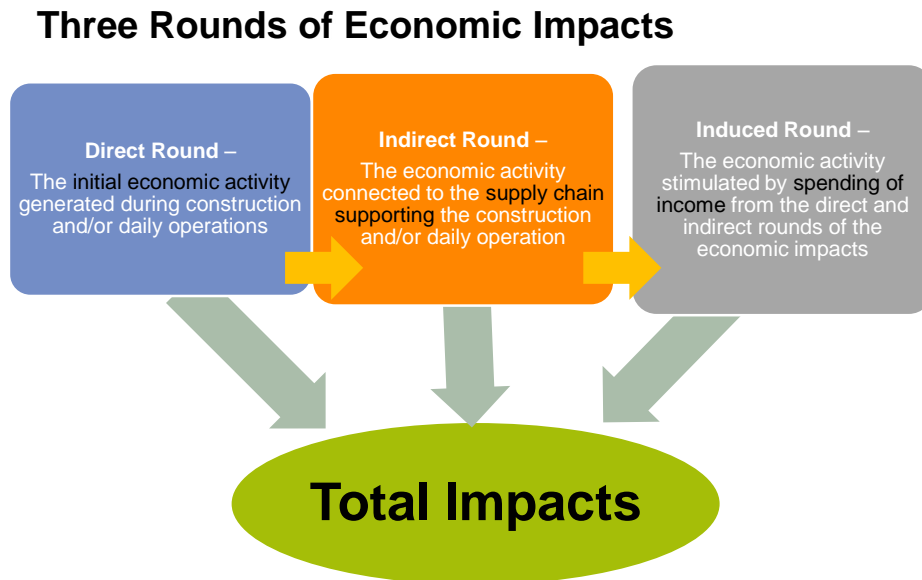 Three Rounds of Economic Impacts
Direct Round –
The initial economic activity
generated during construction
and/or daily operations
Indirect Round –
The economic activity
connected to the supply chain
supporting the construction
and/or daily operation
Induced Round –
The economic activity
stimulated by spending of
income from the direct and
indirect rounds of the
economic impacts
Total Impacts